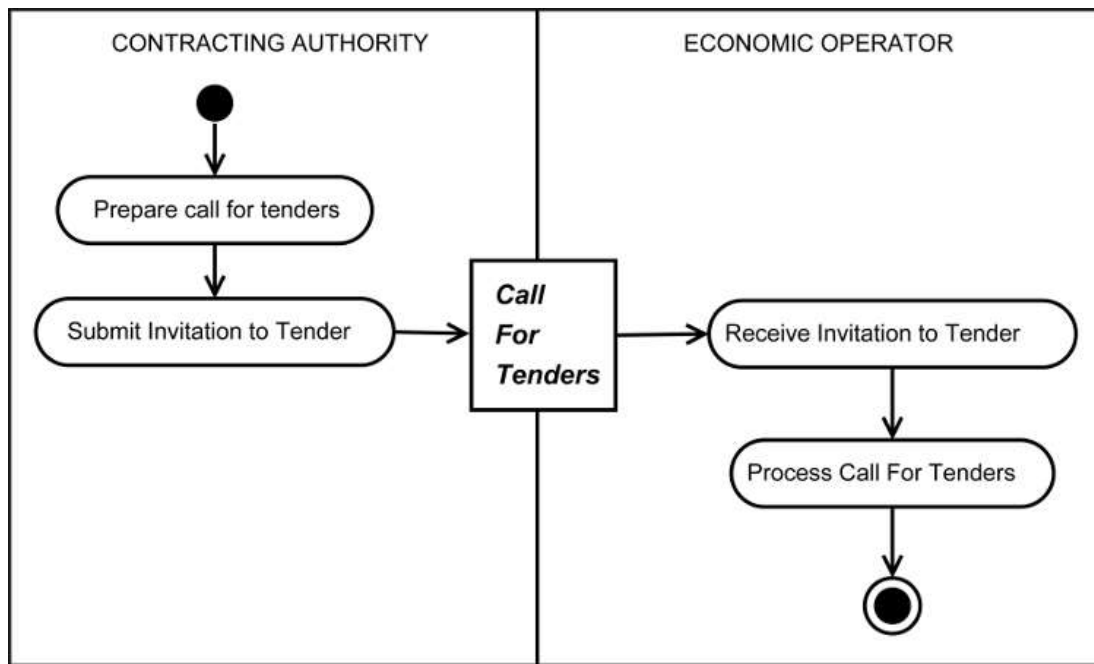 CONTRACTING AUTHORITY
ECONOMIC OPERATOR
Prepare call for tenders
Submit Invitation to Tender
Call
For
Tenders
Receive Invitation to Tender
Process Call For Tenders